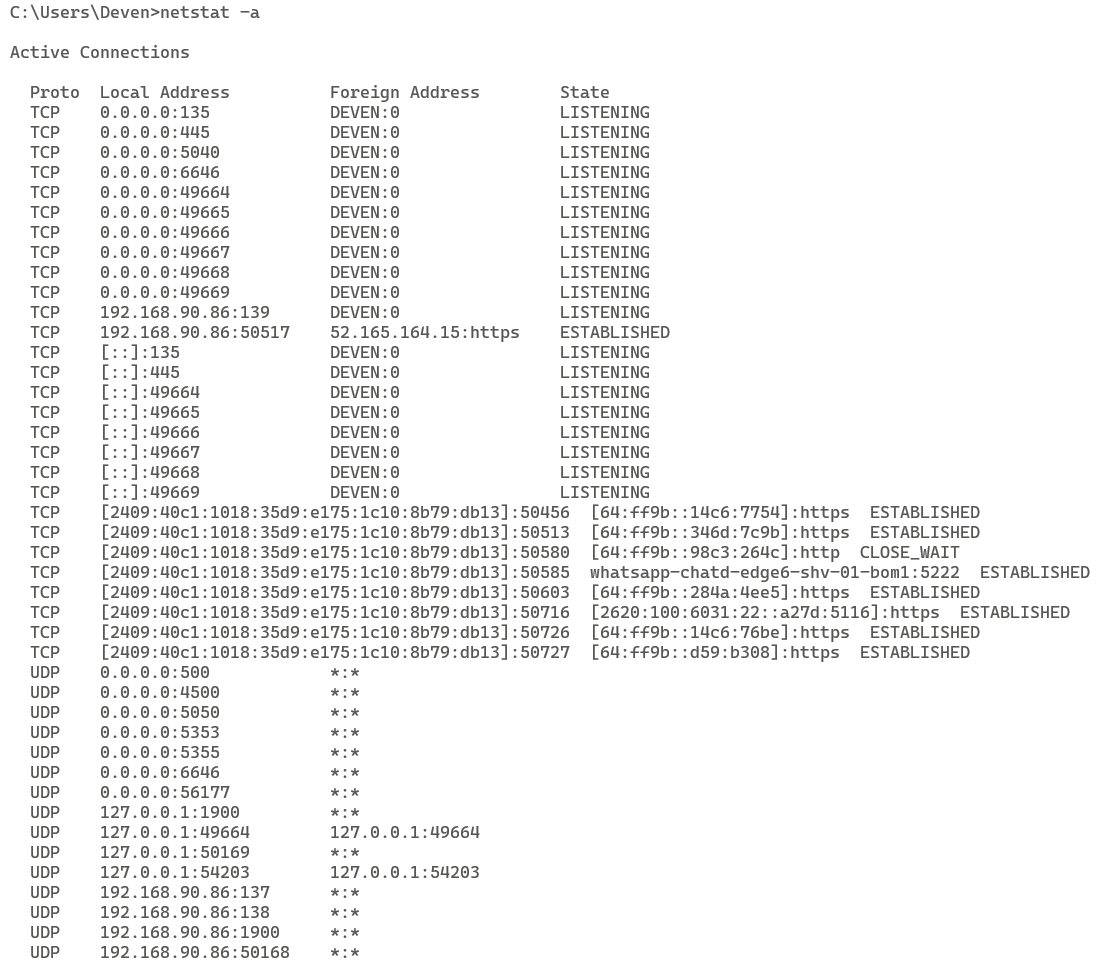 C:\Users\Deven>netstat -a
Active Connections
Proto  Local Address          Foreign Address        State
TCP    0.0.0.0:135            DEVEN:0                LISTENING
TCP    0.0.0.0:445            DEVEN:0                LISTENING
TCP    0.0.0.0:5040           DEVEN:0                LISTENING
TCP    0.0.0.0:6646           DEVEN:0                LISTENING
TCP    0.0.0.0:49664          DEVEN:0                LISTENING
TCP    0.0.0.0:49665          DEVEN:0                LISTENING
TCP    0.0.0.0:49666          DEVEN:0                LISTENING
TCP    0.0.0.0:49667          DEVEN:0                LISTENING
TCP    0.0.0.0:49668          DEVEN:0                LISTENING
TCP    0.0.0.0:49669          DEVEN:0                LISTENING
TCP    192.168.90.86:139      DEVEN:0                LISTENING
TCP    192.168.90.86:50517    52.165.164.15:https    ESTABLISHED
TCP    [::]:135               DEVEN:0                LISTENING
TCP    [::]:445               DEVEN:0                LISTENING
TCP    [::]:49664             DEVEN:0                LISTENING
TCP    [::]:49665             DEVEN:0                LISTENING
TCP    [::]:49666             DEVEN:0                LISTENING
TCP    [::]:49667             DEVEN:0                LISTENING
TCP    [::]:49668             DEVEN:0                LISTENING
TCP    [::]:49669             DEVEN:0                LISTENING
TCP    [2409:40c1:1018:35d9:e175:1c10:8b79:db13]:50456  [64:ff9b::14c6:7754]:https  ESTABLISHED
TCP    [2409:40c1:1018:35d9:e175:1c10:8b79:db13]:50513  [64:ff9b::346d:7c9b]:https  ESTABLISHED
TCP    [2409:40c1:1018:35d9:e175:1c10:8b79:db13]:50580  [64:ff9b::98c3:264c]:http  CLOSE_WAIT
TCP    [2409:40c1:1018:35d9:e175:1c10:8b79:db13]:50585  whatsapp-chatd-edge6-shv-01-bom1:5222  ESTABLISHED
TCP    [2409:40c1:1018:35d9:e175:1c10:8b79:db13]:50603  [64:ff9b::284a:4ee5]:https  ESTABLISHED
TCP    [2409:40c1:1018:35d9:e175:1c10:8b79:db13]:50716  [2620:100:6031:22::a27d:5116]:https  ESTABLISHED
TCP    [2409:40c1:1018:35d9:e175:1c10:8b79:db13]:50726  [64:ff9b::14c6:76be]:https  ESTABLISHED
TCP    [2409:40c1:1018:35d9:e175:1c10:8b79:db13]:50727  [64:ff9b::d59:b308]:https  ESTABLISHED
UDP    0.0.0.0:500            *:*
UDP    0.0.0.0:4500           *:*
UDP    0.0.0.0:5050           *:*
UDP    0.0.0.0:5353           *:*
UDP    0.0.0.0:5355           *:*
UDP    0.0.0.0:6646           *:*
UDP    0.0.0.0:56177          *:*
UDP    127.0.0.1:1900         *:*
UDP    127.0.0.1:49664        127.0.0.1:49664
UDP    127.0.0.1:50169        *:*
UDP    127.0.0.1:54203        127.0.0.1:54203
UDP    192.168.90.86:137      *:*
UDP    192.168.90.86:138      *:*
UDP    192.168.90.86:1900     *:*
UDP    192.168.90.86:50168    *:*